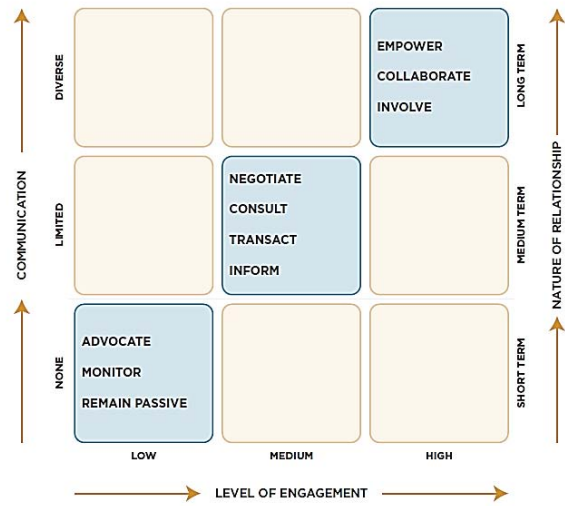 DIVERSE
EMPOWER
COLLABORATE
INVOLVE
LONG TERM
COMMUNICATION
LIMITED
NEGOTIATE
CONSULT
TRANSACT
INFORM
MEDIUM TERM
NATURE OF RELATIONSHIP
NONE
ADVOCATE
MONITOR
REMAIN PASSIVE
SHORT TERM
LOW
MEDIUM
HIGH
LEVEL OF ENGAGEMENT